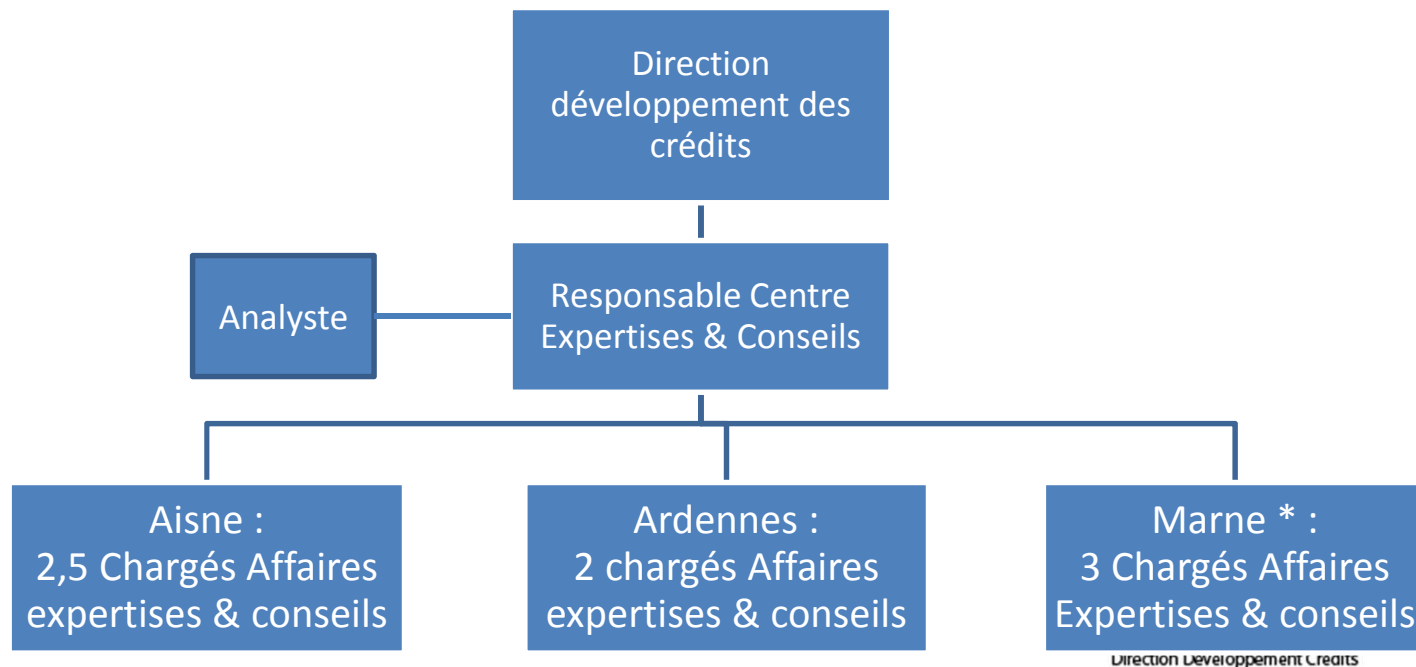 Direction
développement des
crédits
Analyste
Responsable Centre
Expertises & Conseils
Aisne :
2,5 Chargés Affaires
expertises & conseils
Ardennes :
2 chargés Affaires
expertises & conseils
Marne * :
3 Chargés Affaires
Expertises & conseils
Direction Développement Crédits